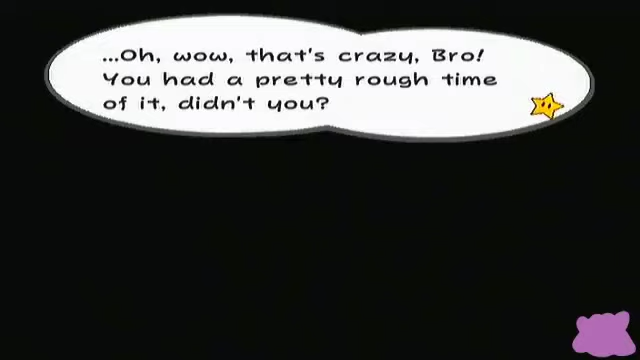 ...Oh, wow, that's crazy, Bro!
You had a pretty rough time
of it, didn't you?